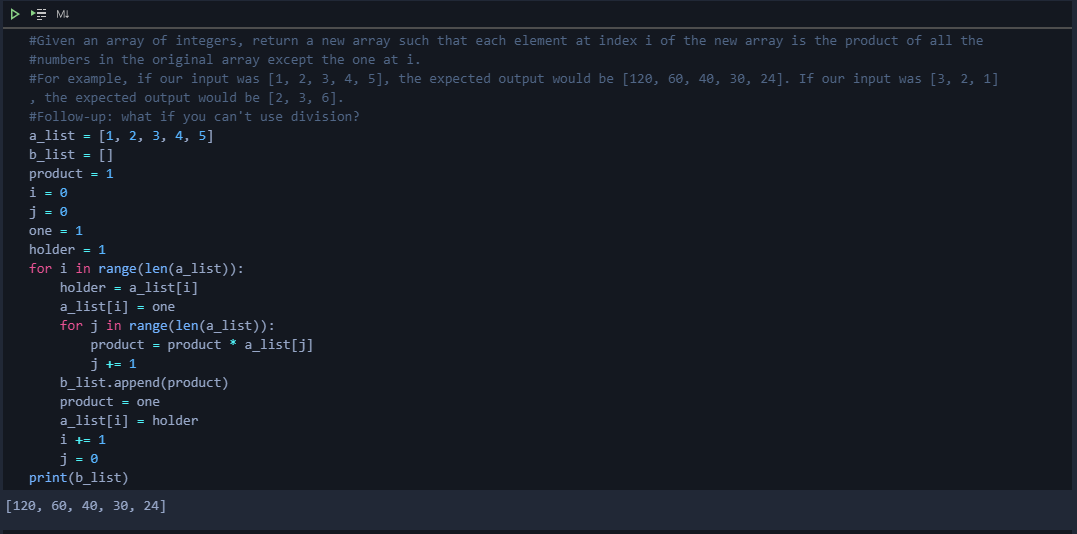 M↓
#Given an array of integers, return a new array such that each element at index i of the new array is the product of all the
#numbers in the original array except the one at i.
#For example, if our input was [1, 2, 3, 4, 5], the expected output would be [120, 60, 40, 30, 24]. If our input was [3, 2, 1]
, the expected output would be [2, 3, 6].
#Follow-up: what if you can't use division?
a_list = [1, 2, 3, 4, 5]
b_list = []
product = 1
i = 0
j = 0
one = 1
holder = 1
for i in range(len(a_list)):
    holder = a_list[i]
    a_list[i] = one
    for j in range(len(a_list)):
        product = product * a_list[j]
        j += 1
    b_list.append(product)
    product = one
    a_list[i] = holder
    i += 1
    j = 0
print(b_list)
[120, 60, 40, 30, 24]